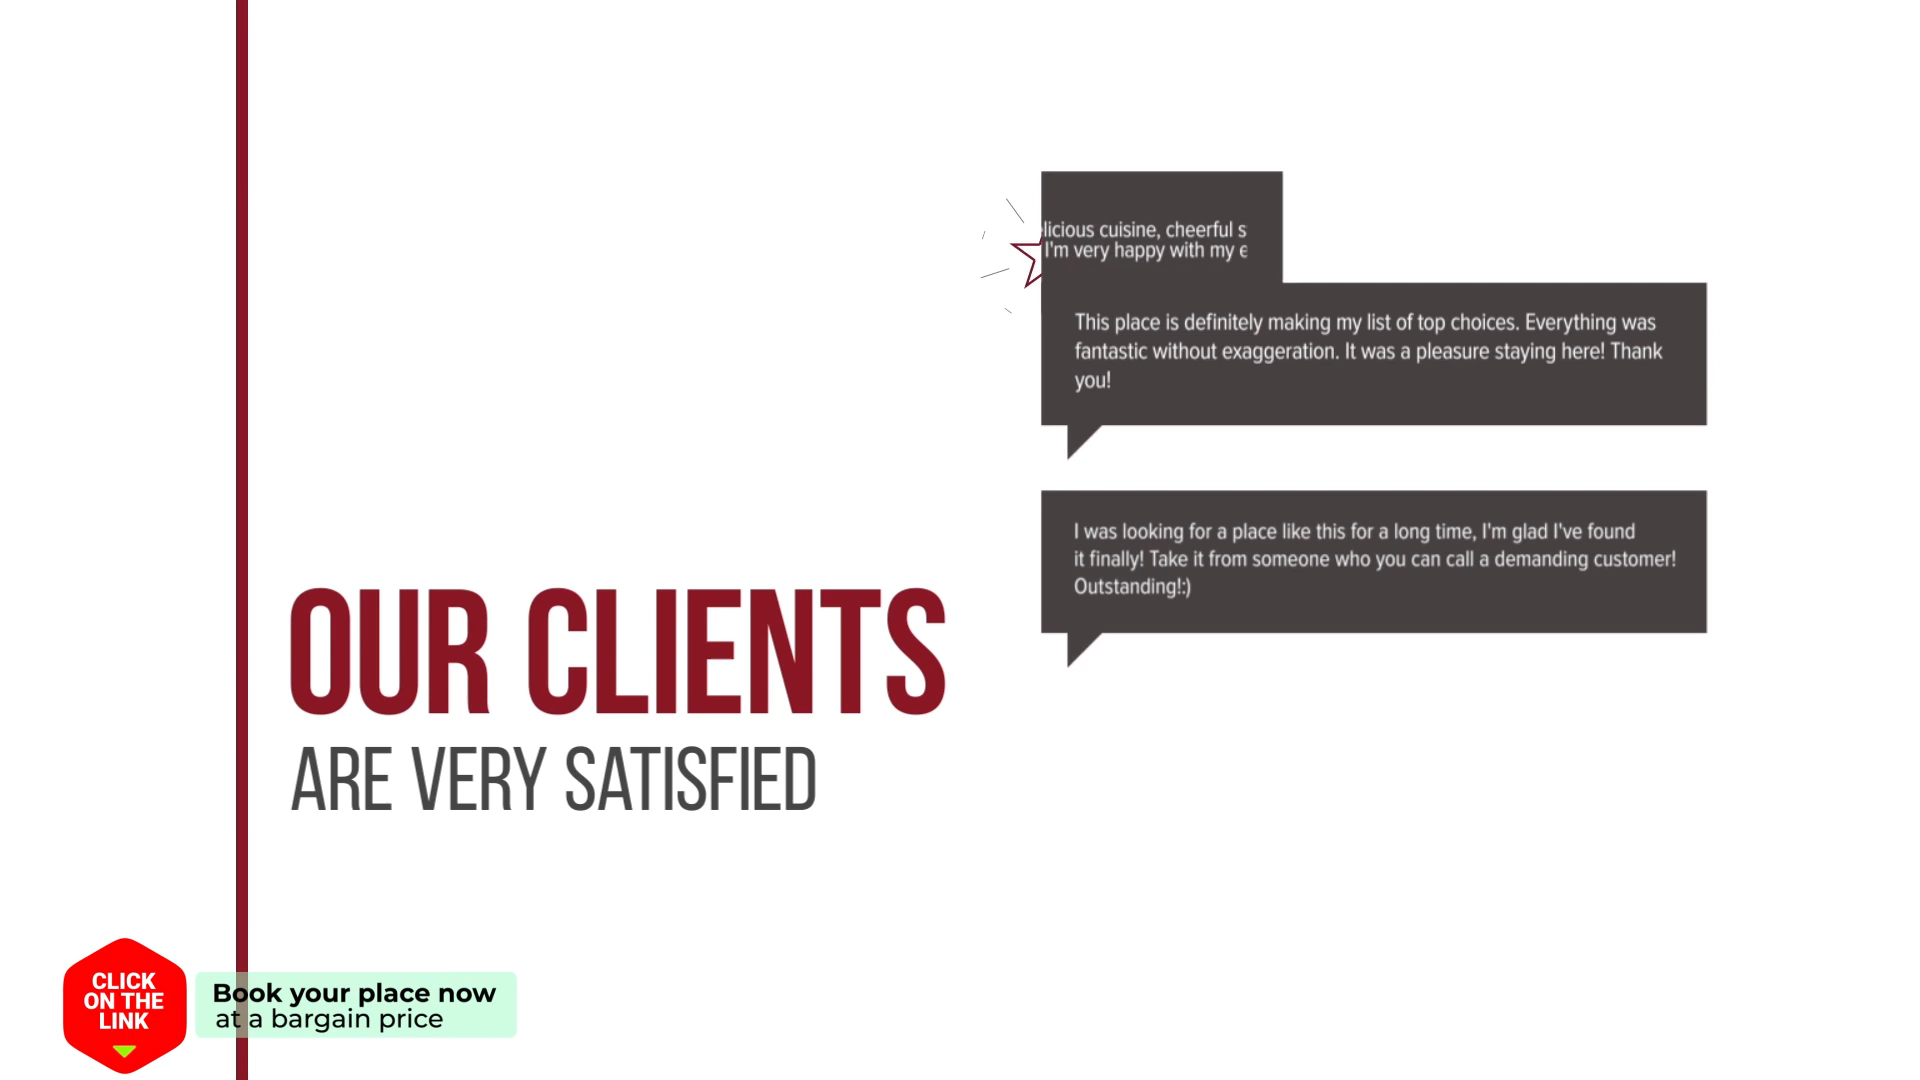 OUR CLIENTS
ARE VERY SATISFIED
licious cuisine, cheerful s
I'm very happy with my e
This place is definitely making my list of top choices. Everything was
fantastic without exaggeration. It was a pleasure staying here! Thank
you!
I was looking for a place like this for a long time, I'm glad I've found
it finally! Take it from someone who you can call a demanding customer!
Outstanding!:)
CLICK
ON THE
LINK
Book your place now
at a bargain price